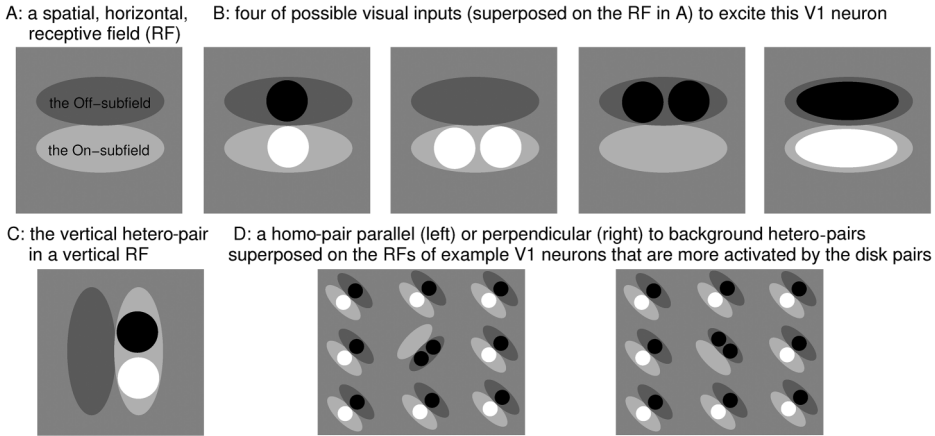 A: a spatial, horizontal,
receptive field (RF)
B: four of possible visual inputs (superposed on the RF in A) to excite this V1 neuron
the Off−subfield
the On−subfield
C: the vertical hetero-pair
in a vertical RF
D: a homo-pair parallel (left) or perpendicular (right) to background hetero-pairs
superposed on the RFs of example V1 neurons that are more activated by the disk pairs